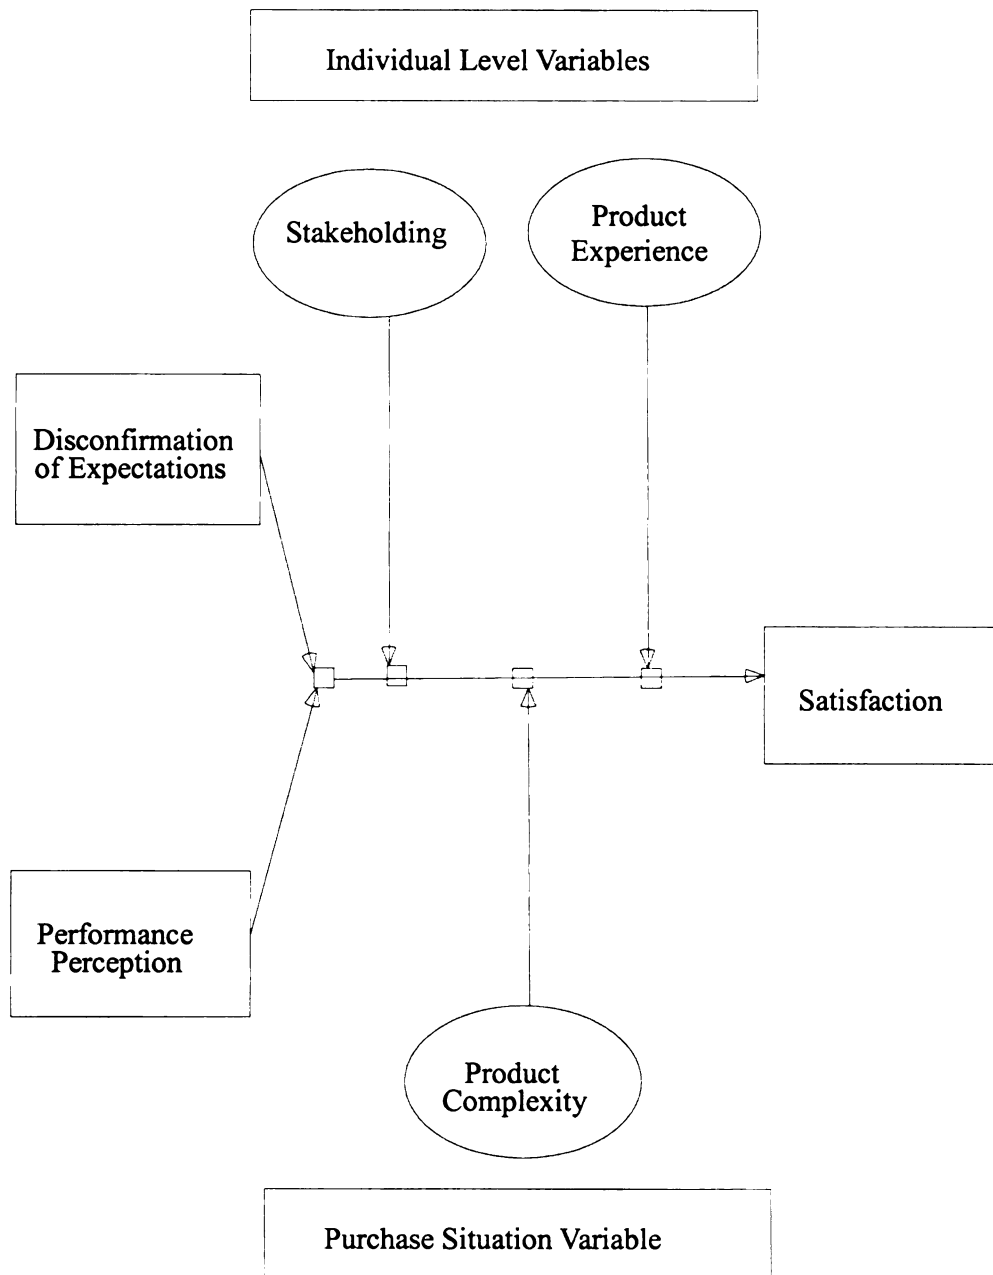 Individual Level Variables
Stakeholding
Product
Experience
Disconfirmation
of Expectations
Satisfaction
Performance
Perception
Product
Complexity
Purchase Situation Variable